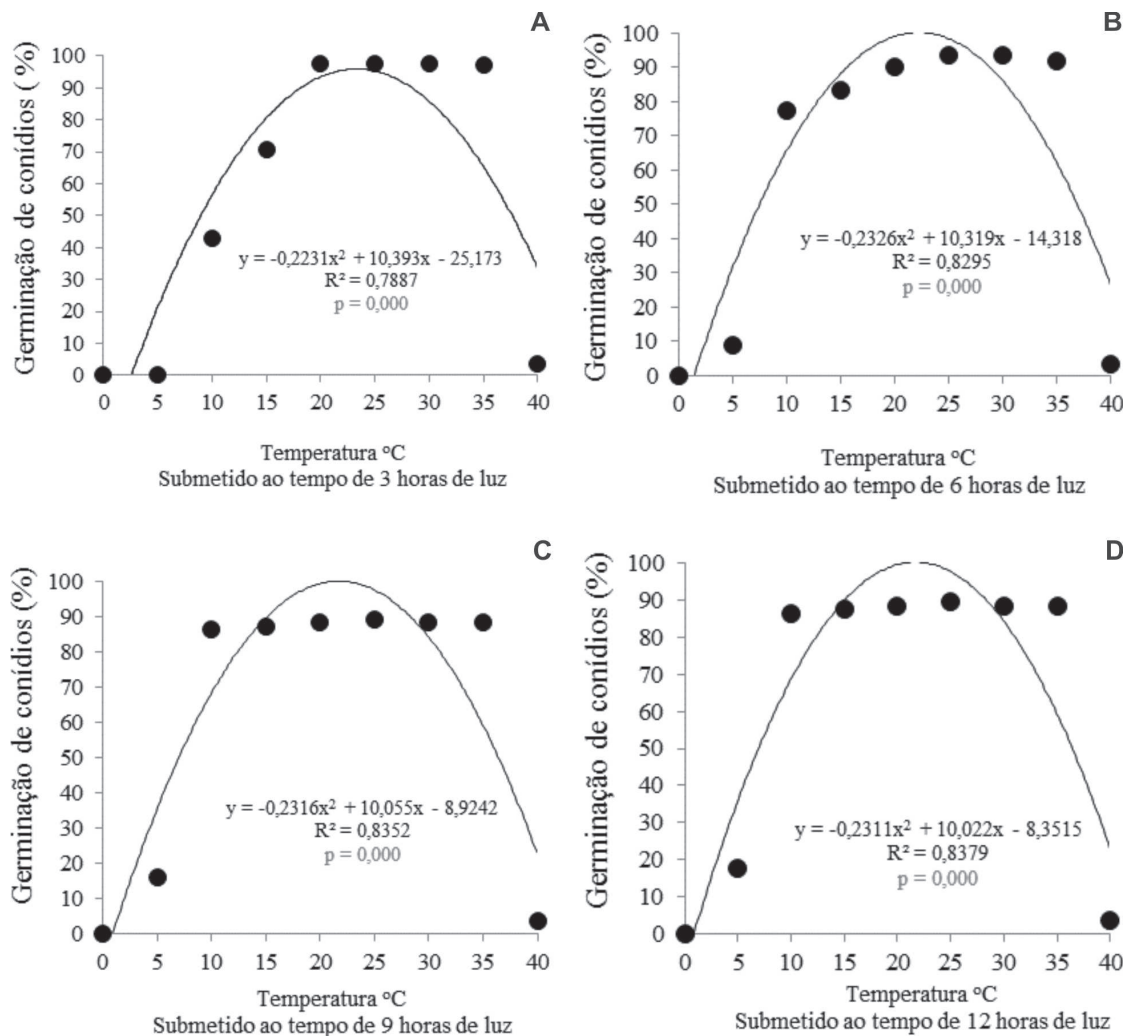 A
Germinação de conídios ( %)
100
90
80
70
60
50
40
30
20
10
0
y = -0,2231x² + 10,393x - 25,173
R² = 0,7887
p = 0,000
0 5 10 15 20 25 30 35 40
Temperatura ºC
Submetido ao tempo de 3 horas de luz
B
Germinação de conídios (%)
100
90
80
70
60
50
40
30
20
10
0
y = -0,2326x² + 10,319x - 14,318
R² = 0,8295
p = 0,000
0 5 10 15 20 25 30 35 40
Temperatura ºC
Submetido ao tempo de 6 horas de luz
C
Germinação de conídios (%)
100
90
80
70
60
50
40
30
20
10
0
y = -0,2316x² + 10,055x - 8,9242
R² = 0,8352
p = 0,000
0 5 10 15 20 25 30 35 40
Temperatura ºC
Submetido ao tempo de 9 horas de luz
D
Germinação de conídios (%)
100
90
80
70
60
50
40
30
20
10
0
y = -0,2311x² + 10,022x - 8,3515
R² = 0,8379
p = 0,000
0 5 10 15 20 25 30 35 40
Temperatura ºC
Submetido ao tempo de 12 horas de luz